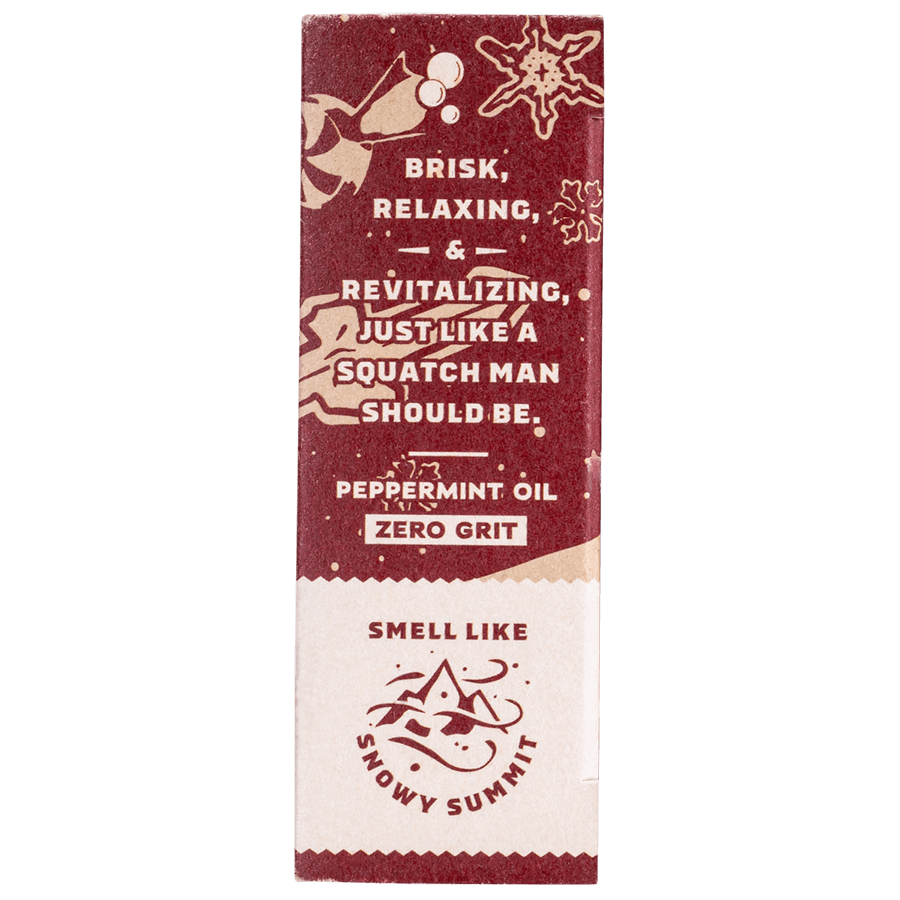 BRISK,
RELAXING,
&
REVITALIZING,
JUST LIKE A
SQUATCH MAN
SHOULD BE.
PEPPERMINT OIL
ZERO GRIT
SMELL LIKE
SNOWY SUMMIT